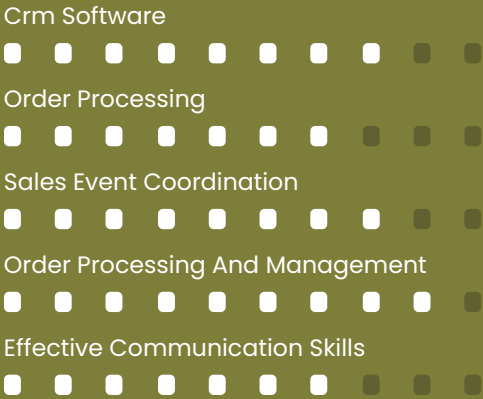 Crm Software
Order Processing
Sales Event Coordination
Order Processing And Management
Effective Communication Skills